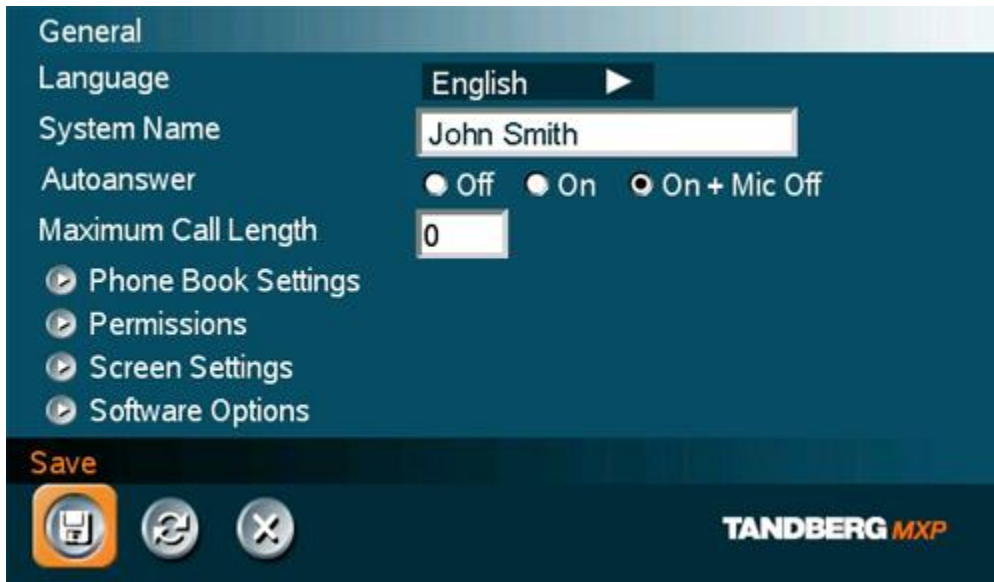 General
Language English
System Name John Smith
Autoanswer Off On On + Mic Off
Maximum Call Length 0
Phone Book Settings
Permissions
Screen Settings
Software Options
Save
TANDBERG MXP